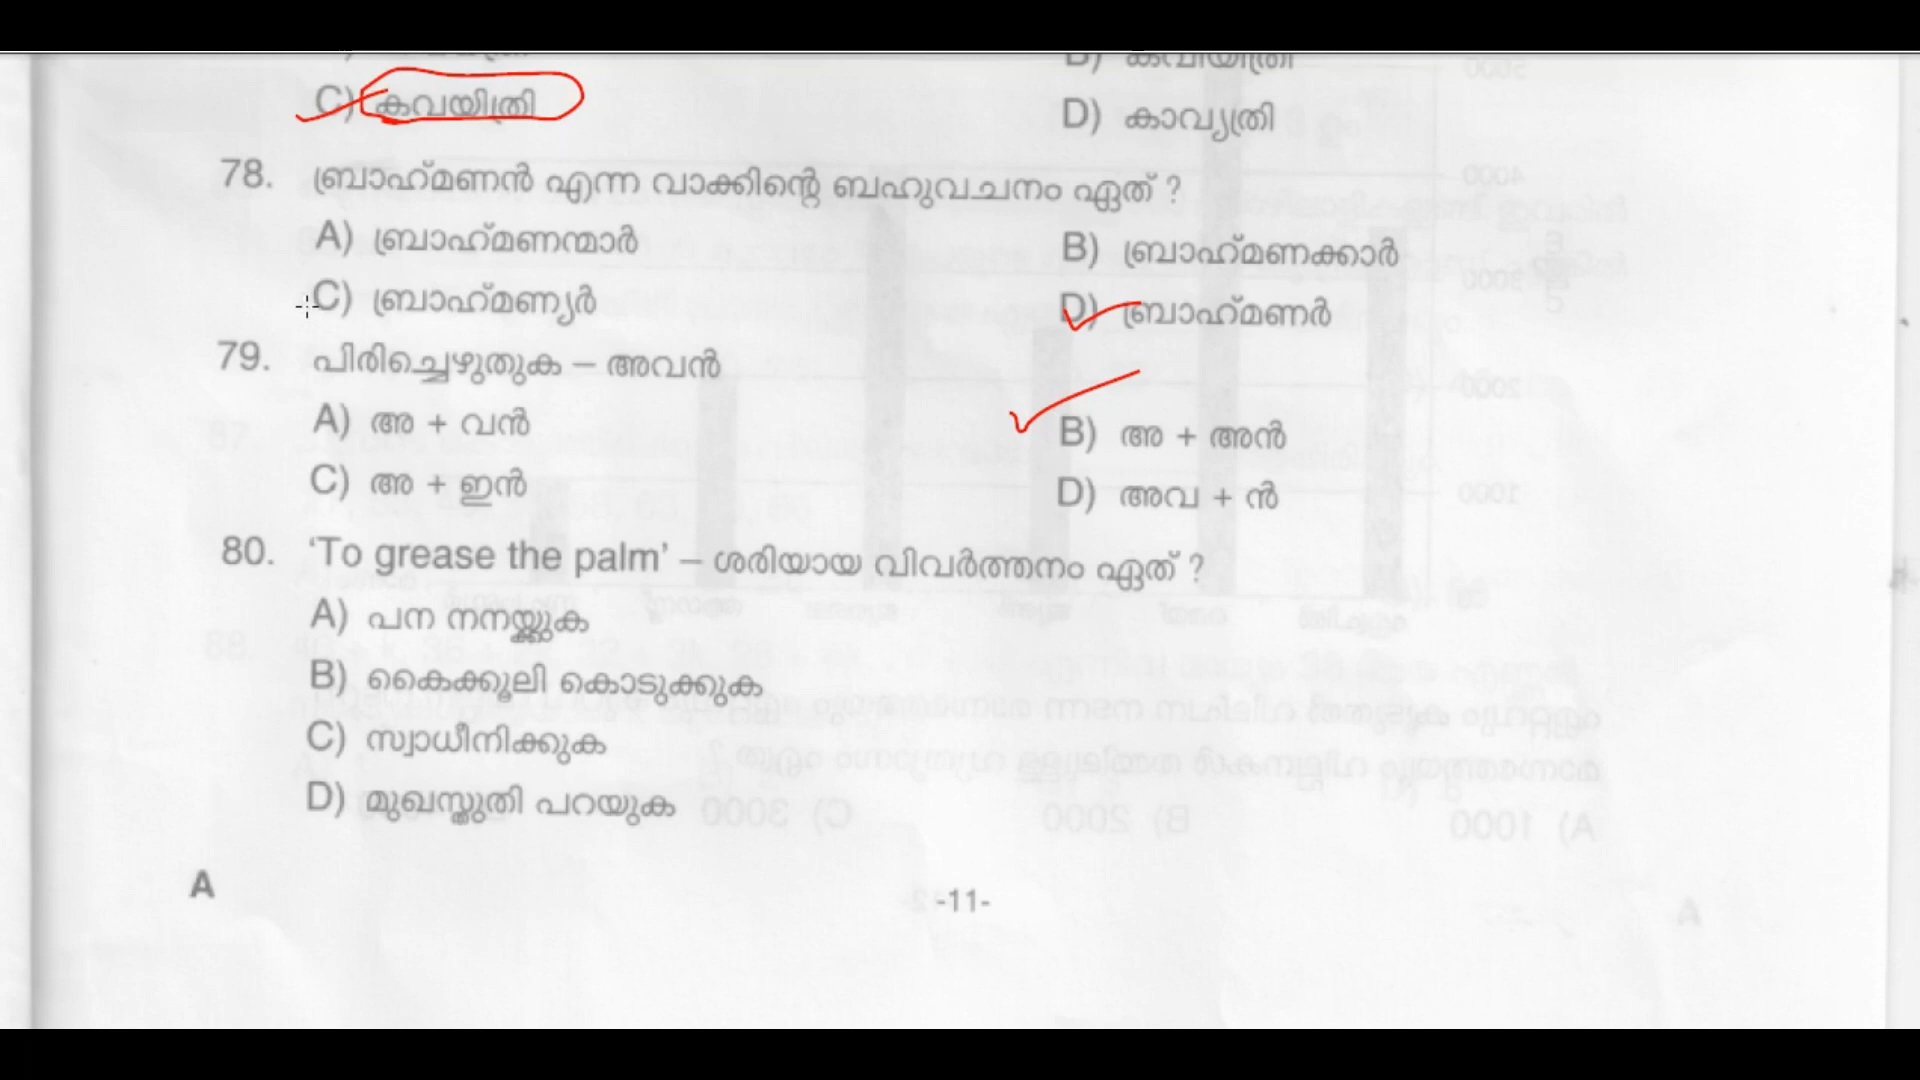 C) കവയിത്രി
D) കാവ്യത്രി
78. ബ്രാഹ്മണൻ എന്ന വാക്കിന്റെ ബഹുവചനം ഏത് ?
A) ബ്രാഹ്മണന്മാർ B) ബ്രാഹ്മണക്കാർ
C) ബ്രാഹ്മണ്യർ D) ബ്രാഹ്മണർ
79. പിരിച്ചെഴുതുക – അവൻ
A) അ + വൻ B) അ + അൻ
C) അ + ഇൻ D) അവ + ൻ
80. ‘To grease the palm’ – ശരിയായ വിവർത്തനം ഏത് ?
A) പന നനയ്ക്കുക
B) കൈക്കൂലി കൊടുക്കുക
C) സ്വാധീനിക്കുക
D) മുഖസ്തുതി പറയുക
A -11-